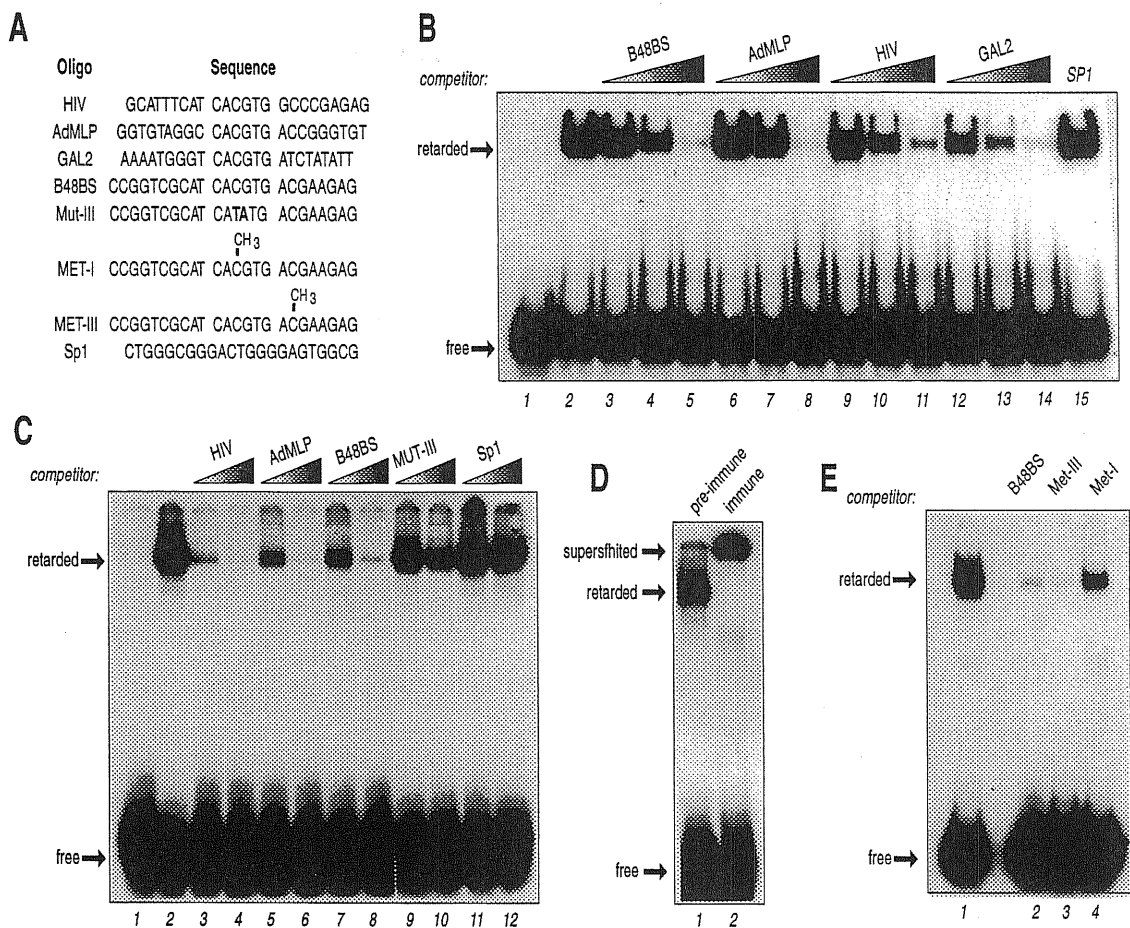 A
Oligo Sequence
HIV GCATTTCAT CACGTG GCCCGAGAG
AdMLP GGTGTAGGC CACGTG ACCGGGTGT
GAL2 AAAATGGGT CACGTG ATCTATATT
B48BS CCGGTCGCAT CACGTG ACGAAGAG
Mut-III CCGGTCGCAT CATATG ACGAAGAG
CH3
MET-I CCGGTCGCAT CACGTG ACGAAGAG
CH3
MET-III CCGGTCGCAT CACGTG ACGAAGAG
Sp1 CTGGGCGGGACTGGGGAGTGGCG
B
competitor: B48BS AdMLP HIV GAL2 SP1
retarded
free
1 2 3 4 5 6 7 8 9 10 11 12 13 14 15
C
competitor: HIV AdMLP B48BS MUT-III Sp1
retarded
free
1 2 3 4 5 6 7 8 9 10 11 12
D
pre-immune immune
supersfhited
retarded
free
1 2
E
competitor: B48BS Met-III Met-I
retarded
free
1 2 3 4